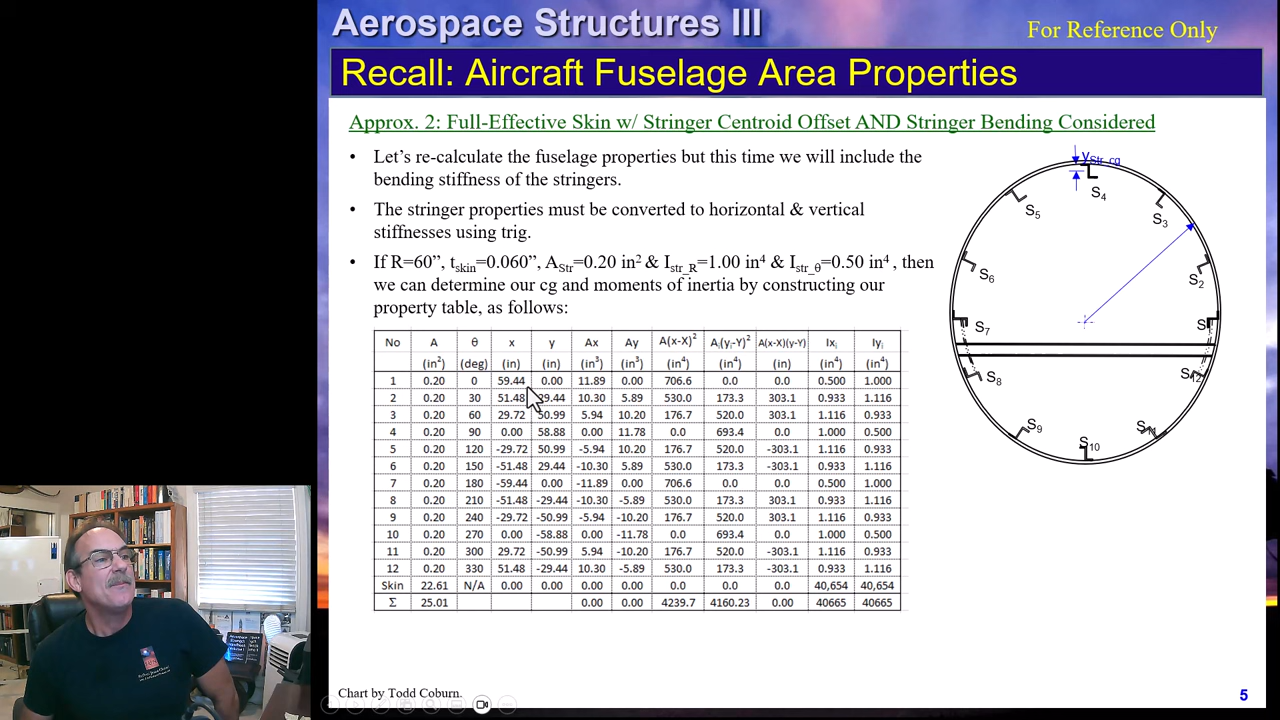 Aerospace Structures III
For Reference Only
Recall: Aircraft Fuselage Area Properties
Approx. 2: Full-Effective Skin w/ Stringer Centroid Offset AND Stringer Bending Considered
• Let's re-calculate the fuselage properties but this time we will include the
bending stiffness of the stringers.
• The stringer properties must be converted to horizontal & vertical
stiffnesses using trig.
• If R=60”, tskin=0.060”, AStr=0.20 in2 & Istr_R=1.00 in4 & Istr_θ=0.50 in4 , then
we can determine our cg and moments of inertia by constructing our
property table, as follows:
No A θ x y Ax Ay A(x-X)2 Ai(yi-Y)2 A(x-X)(y-Y) Ixi Iyi
(in2) (deg) (in) (in) (in3) (in3) (in4) (in4) (in) (in4) (in4)
1 0.20 0 59.44 0.00 11.89 0.00 706.6 0.0 0.0 0.500 1.000
2 0.20 30 51.48 29.44 10.30 5.89 530.0 173.3 303.1 0.933 1.116
3 0.20 60 29.72 50.99 5.94 10.20 176.7 520.0 303.1 1.116 0.933
4 0.20 90 0.00 58.88 0.00 11.78 0.0 693.4 0.0 1.000 0.500
5 0.20 120 -29.72 50.99 -5.94 10.20 176.7 520.0 -303.1 1.116 0.933
6 0.20 150 -51.48 29.44 -10.30 5.89 530.0 173.3 -303.1 0.933 1.116
7 0.20 180 -59.44 0.00 -11.89 0.00 706.6 0.0 0.0 0.500 1.000
8 0.20 210 -51.48 -29.44 -10.30 -5.89 530.0 173.3 303.1 0.933 1.116
9 0.20 240 -29.72 -50.99 -5.94 -10.20 176.7 520.0 303.1 1.116 0.933
10 0.20 270 0.00 -58.88 0.00 -11.78 0.0 693.4 0.0 1.000 0.500
11 0.20 300 29.72 -50.99 5.94 -10.20 176.7 520.0 -303.1 1.116 0.933
12 0.20 330 51.48 -29.44 10.30 -5.89 530.0 173.3 -303.1 0.933 1.116
Skin 22.61 N/A 0.00 0.00 0.00 0.00 0.0 0.0 0.0 40,654 40,654
Σ 25.01 0.00 0.00 4239.7 4160.23 0.00 40665 40665
yStr_cg
S4
S5
S3
S6
S2
S7
S
S8
S12
S9
S10
Chart by Todd Coburn.
5